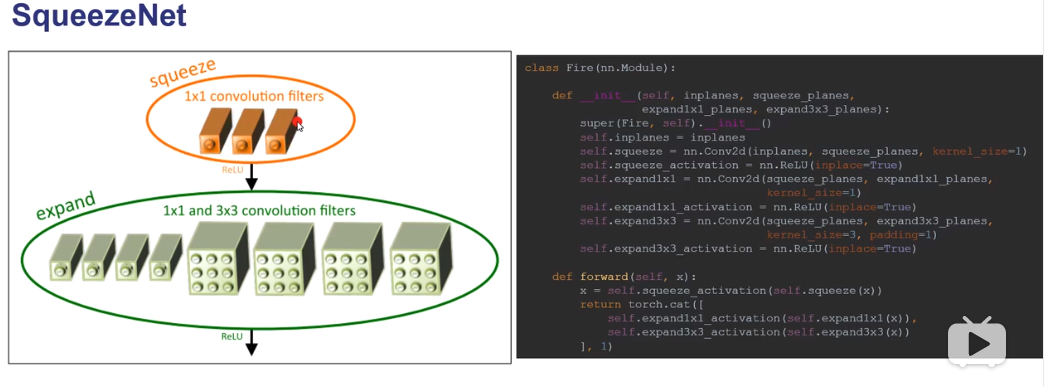 SqueezeNet
squeeze
1x1 convolution filters
ReLU
expand
1x1 and 3x3 convolution filters
ReLU
class Fire(nn.Module):
def __init__(self, inplanes, squeeze_planes,
expand1x1_planes, expand3x3_planes):
super(Fire, self).__init__()
self.inplanes = inplanes
self.squeeze = nn.Conv2d(inplanes, squeeze_planes, kernel_size=1)
self.squeeze_activation = nn.ReLU(inplace=True)
self.expand1x1 = nn.Conv2d(squeeze_planes, expand1x1_planes,
kernel_size=1)
self.expand1x1_activation = nn.ReLU(inplace=True)
self.expand3x3 = nn.Conv2d(squeeze_planes, expand3x3_planes,
kernel_size=3, padding=1)
self.expand3x3_activation = nn.ReLU(inplace=True)
def forward(self, x):
x = self.squeeze_activation(self.squeeze(x))
return torch.cat([
self.expand1x1_activation(self.expand1x1(x)),
self.expand3x3_activation(self.expand3x3(x))
], 1)